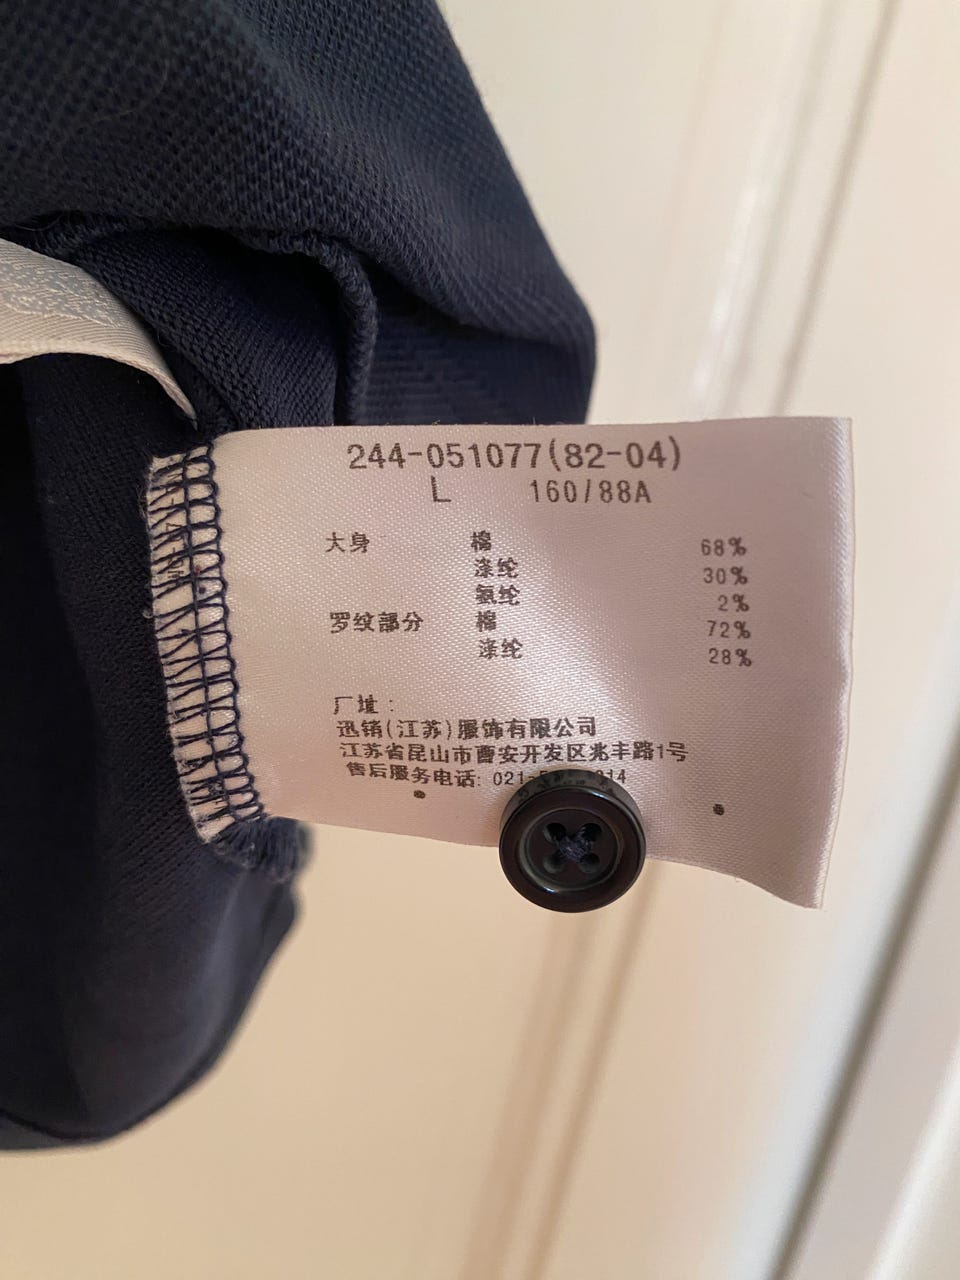 244-051077(82-04)
L 160/88A
大身 棉 68%
涤纶 30%
氨纶 2%
罗纹部分 棉 72%
涤纶 28%
厂址:
迅销(江苏)服饰有限公司
江苏省昆山市曹安开发区兆丰路1号
售后服务电话: 021-